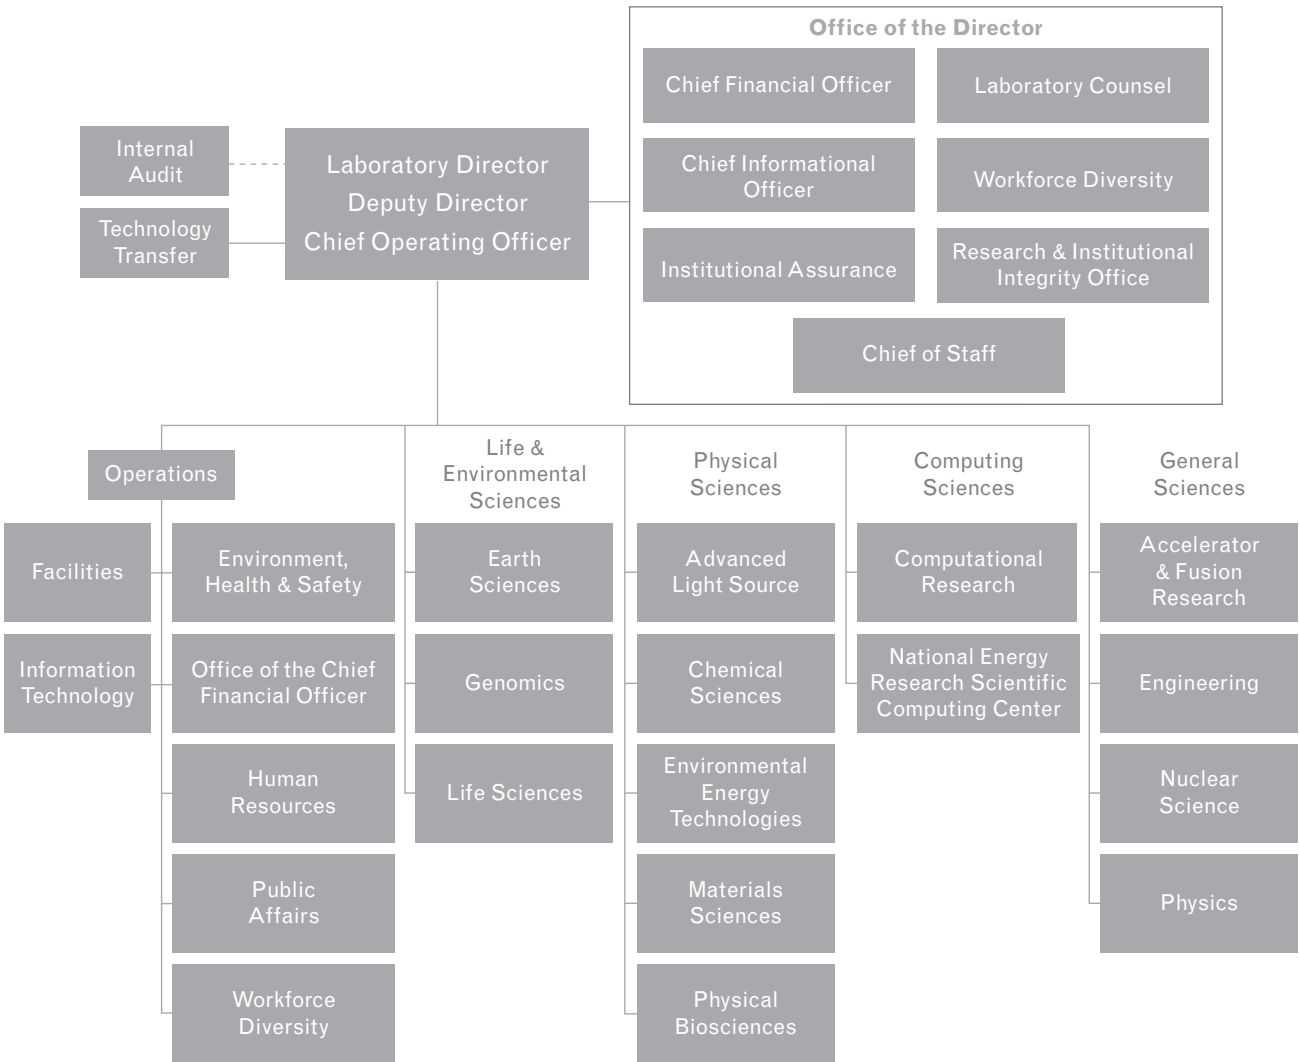 Office of the Director
Chief Financial Officer
Laboratory Counsel
Internal
Audit
Laboratory Director
Deputy Director
Chief Operating Officer
Technology
Transfer
Chief Informational
Officer
Workforce Diversity
Institutional Assurance
Research & Institutional
Integrity Office
Chief of Staff
Operations
Life &
Environmental
Sciences
Physical
Sciences
Computing
Sciences
General
Sciences
Facilities
Environment,
Health & Safety
Earth
Sciences
Advanced
Light Source
Computational
Research
Accelerator
& Fusion
Research
Information
Technology
Office of the Chief
Financial Officer
Genomics
Chemical
Sciences
National Energy
Research Scientific
Computing Center
Engineering
Human
Resources
Life Sciences
Environmental
Energy
Technologies
Nuclear
Science
Public
Affairs
Materials
Sciences
Physics
Workforce
Diversity
Physical
Biosciences